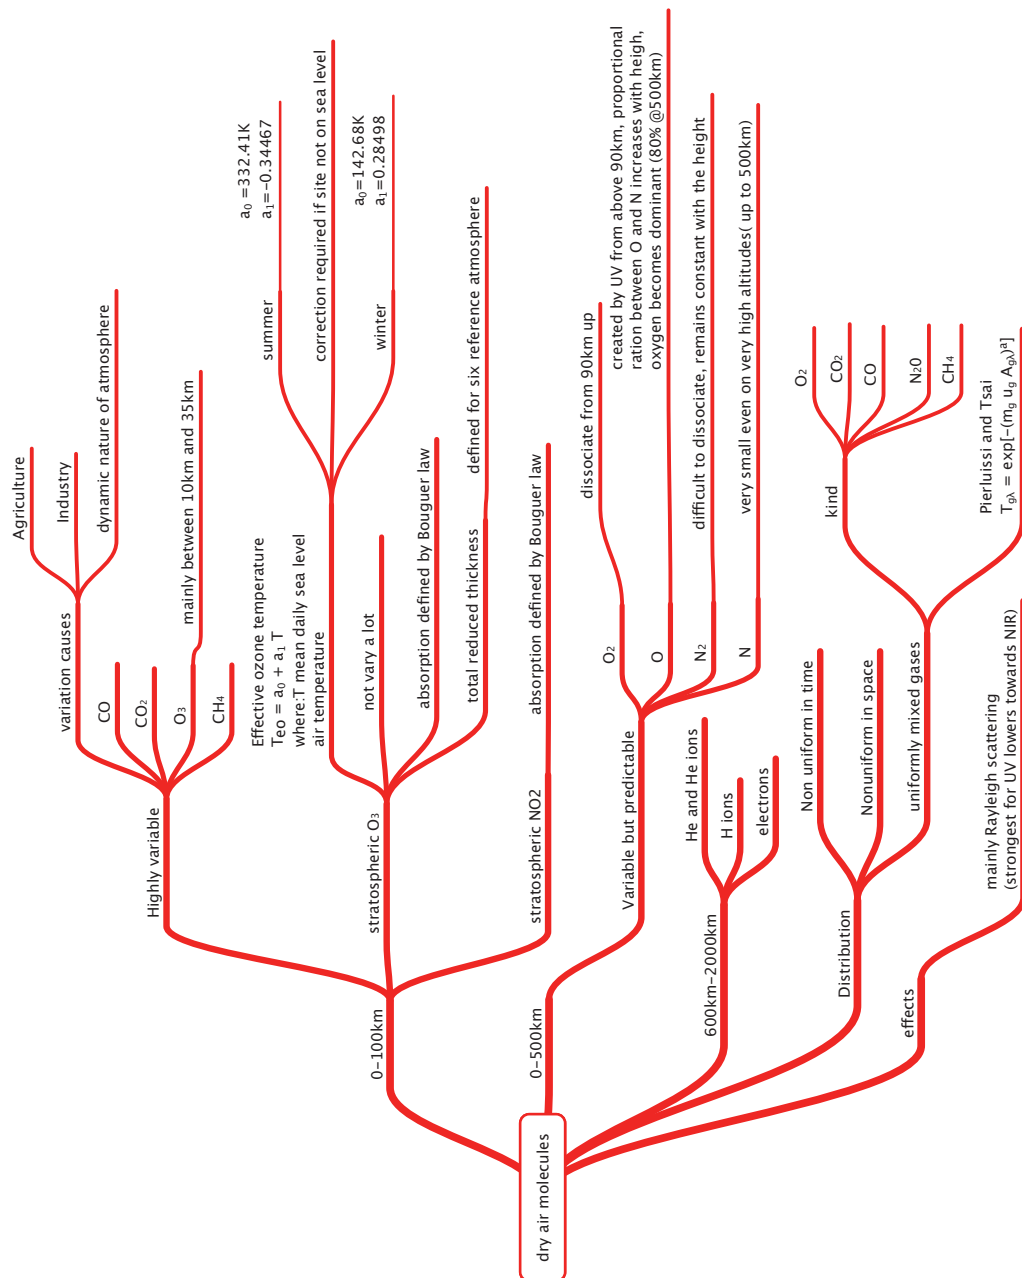 dry air molecules
0–100km
Highly variable
variation causes
Agriculture
Industry
dynamic nature of atmosphere
CO
CO₂
O₃
mainly between 10km and 35km
CH₄
stratospheric O₃
Effective ozone temperature
Teo = a₀ + a₁ T
where:T mean daily sea level
air temperature
summer
a₀ =332.41K
a₁=–0.34467
correction required if site not on sea level
winter
a₀=142.68K
a₁=0.28498
not vary a lot
absorption defined by Bouguer law
total reduced thickness
defined for six reference atmosphere
stratospheric NO2
absorption defined by Bouguer law
0–500km
Variable but predictable
O₂
dissociate from 90km up
O
created by UV from above 90km, proportional
ration between O and N increases with heigh,
oxygen becomes dominant (80% @500km)
N₂
difficult to dissociate, remains constant with the height
N
very small even on very high altitudes( up to 500km)
600km–2000km
He and He ions
H ions
electrons
Distribution
Non uniform in time
Nonuniform in space
uniformly mixed gases
kind
O₂
CO₂
CO
N₂0
CH₄
Pierluissi and Tsai
T_gλ = exp[–(m_g u_g A_gλ)ᵃ]
effects
mainly Rayleigh scattering
(strongest for UV lowers towards NIR)